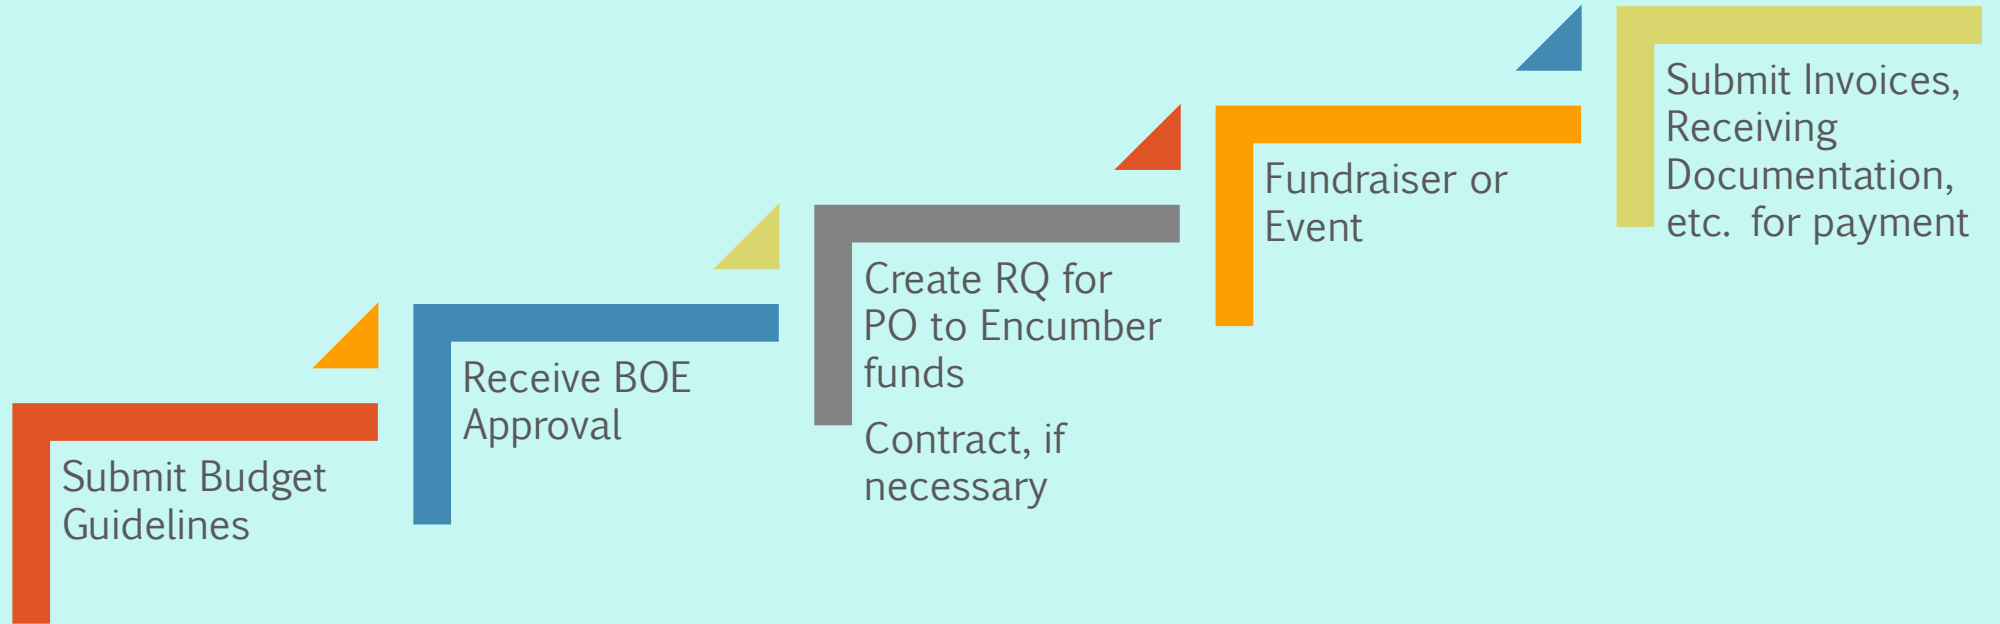 Submit Budget
Guidelines
Receive BOE
Approval
Create RQ for
PO to Encumber
funds
Contract, if
necessary
Fundraiser or
Event
Submit Invoices,
Receiving
Documentation,
etc.  for payment